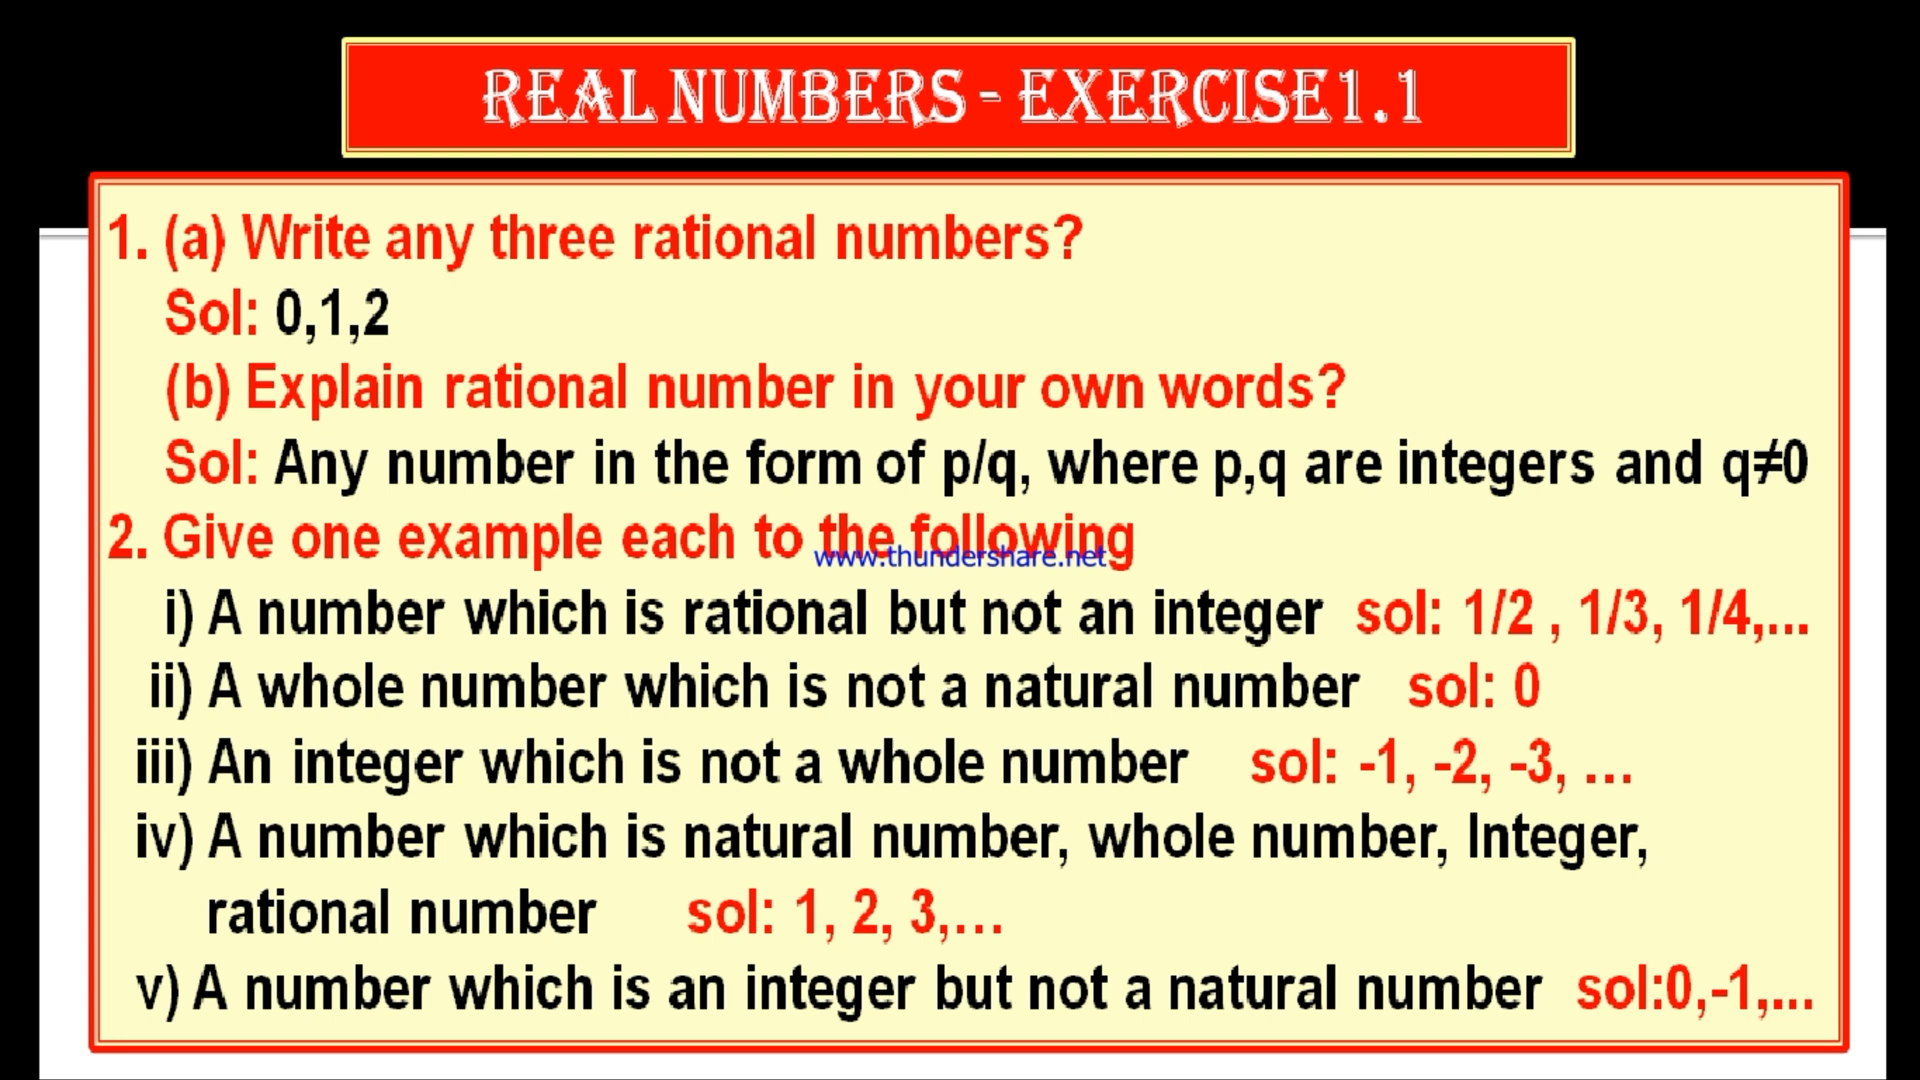 REAL NUMBERS - EXERCISE1.1
1. (a) Write any three rational numbers?
Sol: 0,1,2
(b) Explain rational number in your own words?
Sol: Any number in the form of p/q, where p,q are integers and q≠0
2. Give one example each to the following
www.thundershare.net
i) A number which is rational but not an integer sol: 1/2 , 1/3, 1/4,...
ii) A whole number which is not a natural number sol: 0
iii) An integer which is not a whole number sol: -1, -2, -3, …
iv) A number which is natural number, whole number, Integer,
rational number sol: 1, 2, 3,…
v) A number which is an integer but not a natural number sol:0,-1,...